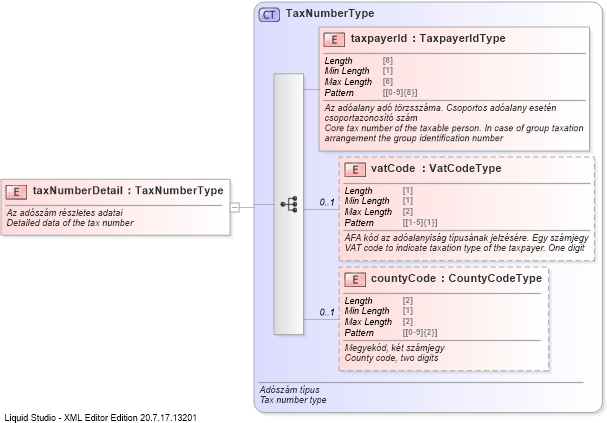 CT TaxNumberType
E taxpayerId : TaxpayerIdType
Length [8]
Min Length [1]
Max Length [8]
Pattern [[0-9]{8}]
Az adóalany adó törzsszáma. Csoportos adóalany esetén
csoportazonosító szám
Core tax number of the taxable person. In case of group taxation
arrangement the group identification number
E taxNumberDetail : TaxNumberType
Az adószám részletes adatai
Detailed data of the tax number
0..1
E vatCode : VatCodeType
Length [1]
Min Length [1]
Max Length [2]
Pattern [[1-5]{1}]
ÁFA kód az adóalanyiság típusának jelzésére. Egy számjegy
VAT code to indicate taxation type of the taxpayer. One digit
0..1
E countyCode : CountyCodeType
Length [2]
Min Length [1]
Max Length [2]
Pattern [[0-9]{2}]
Megyekód, két számjegy
County code, two digits
Adószám típus
Tax number type
Liquid Studio - XML Editor Edition 20.7.17.13201